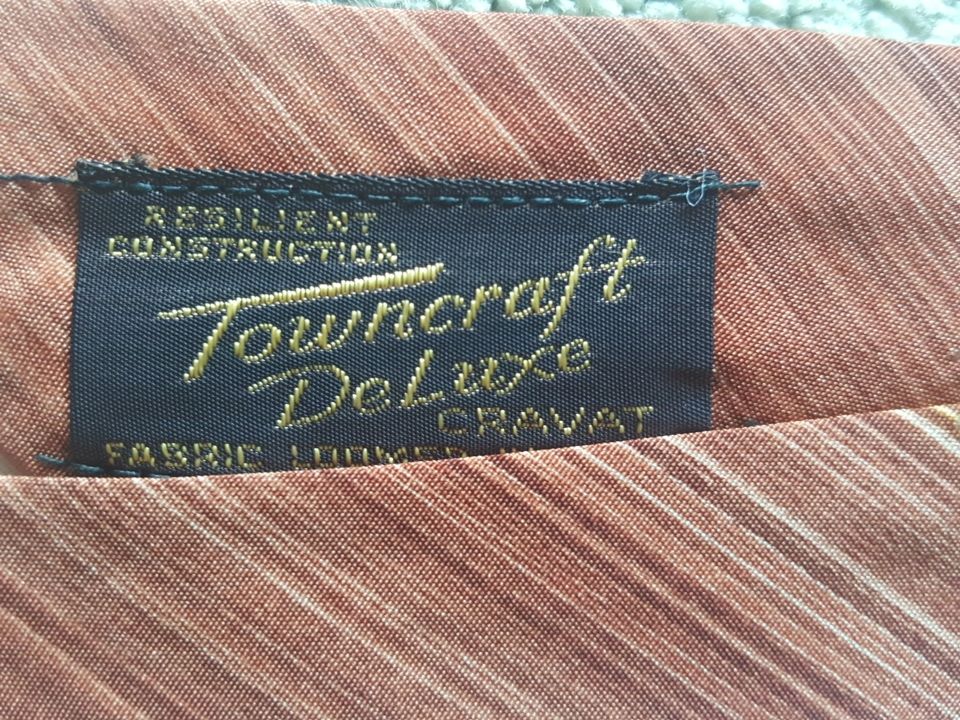 RESILIENT
CONSTRUCTION
Towncraft
DeLuxe
CRAVAT
FABRIC LOOMED